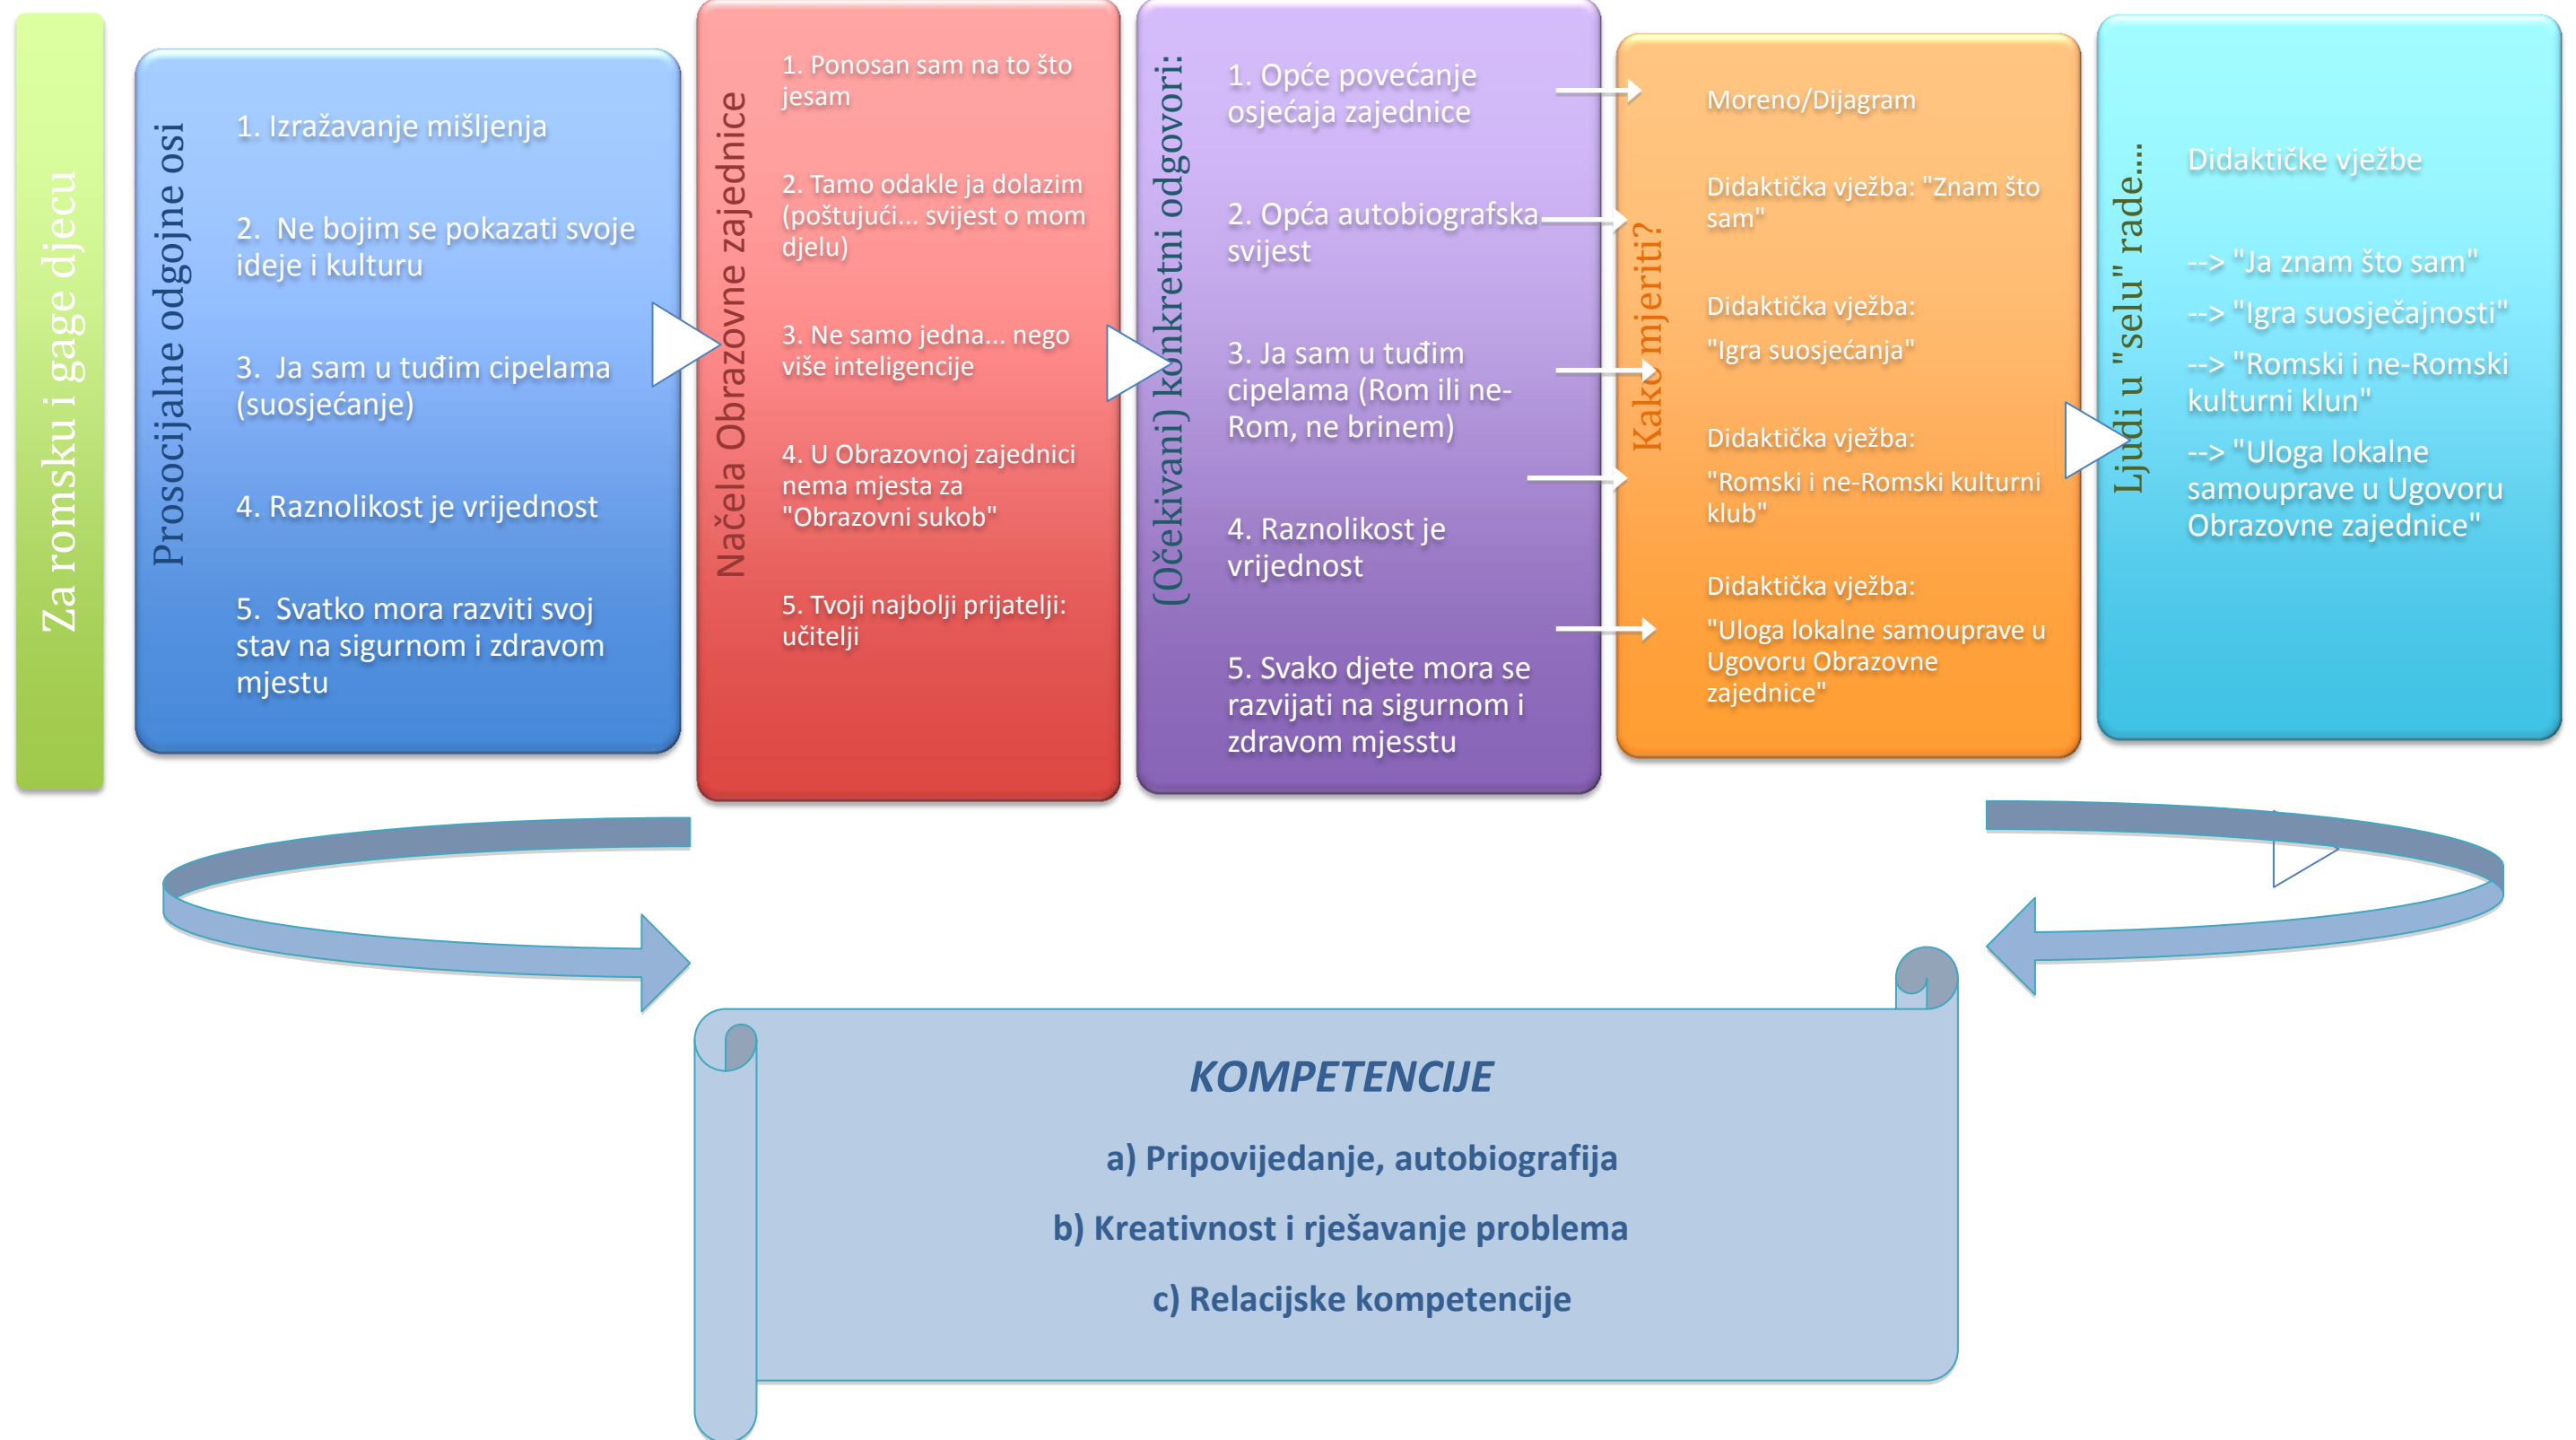 Za romsku i gage djecu
Prosocijalne odgojne osi
1. Izražavanje mišljenja
2.  Ne bojim se pokazati svoje
ideje i kulturu
3.  Ja sam u tuđim cipelama
(suosjećanje)
4. Raznolikost je vrijednost
5.  Svatko mora razviti svoj
stav na sigurnom i zdravom
mjestu
Načela Obrazovne zajednice
1. Ponosan sam na to što
jesam
2. Tamo odakle ja dolazim
(poštujući... svijest o mom
djelu)
3. Ne samo jedna... nego
više inteligencije
4. U Obrazovnoj zajednici
nema mjesta za
"Obrazovni sukob"
5. Tvoji najbolji prijatelji:
učitelji
(Očekivani) konkretni odgovori:
1. Opće povećanje
osjećaja zajednice
2. Opća autobiografska
svijest
3. Ja sam u tuđim
cipelama (Rom ili ne-
Rom, ne brinem)
4. Raznolikost je
vrijednost
5. Svako djete mora se
razvijati na sigurnom i
zdravom mjesstu
Kako mjeriti?
Moreno/Dijagram
Didaktička vježba: "Znam što
sam"
Didaktička vježba:
"Igra suosjećanja"
Didaktička vježba:
"Romski i ne-Romski kulturni
klub"
Didaktička vježba:
"Uloga lokalne samouprave u
Ugovoru Obrazovne
zajednice"
Ljudi u "selu" rade...
Didaktičke vježbe
--> "Ja znam što sam"
--> "Igra suosječajnosti"
--> "Romski i ne-Romski
kulturni klun"
--> "Uloga lokalne
samouprave u Ugovoru
Obrazovne zajednice"
KOMPETENCIJE
a) Pripovijedanje, autobiografija
b) Kreativnost i rješavanje problema
c) Relacijske kompetencije